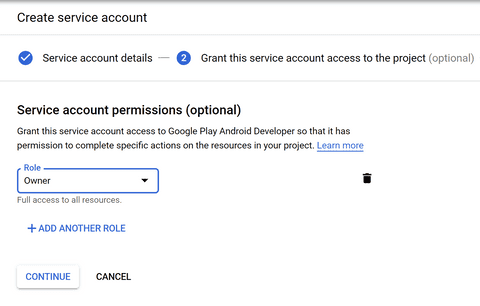 Create service account
Service account details
2 Grant this service account access to the project (optional)
Service account permissions (optional)
Grant this service account access to Google Play Android Developer so that it has
permission to complete specific actions on the resources in your project. Learn more
Role
Owner
Full access to all resources.
+ ADD ANOTHER ROLE
CONTINUE CANCEL